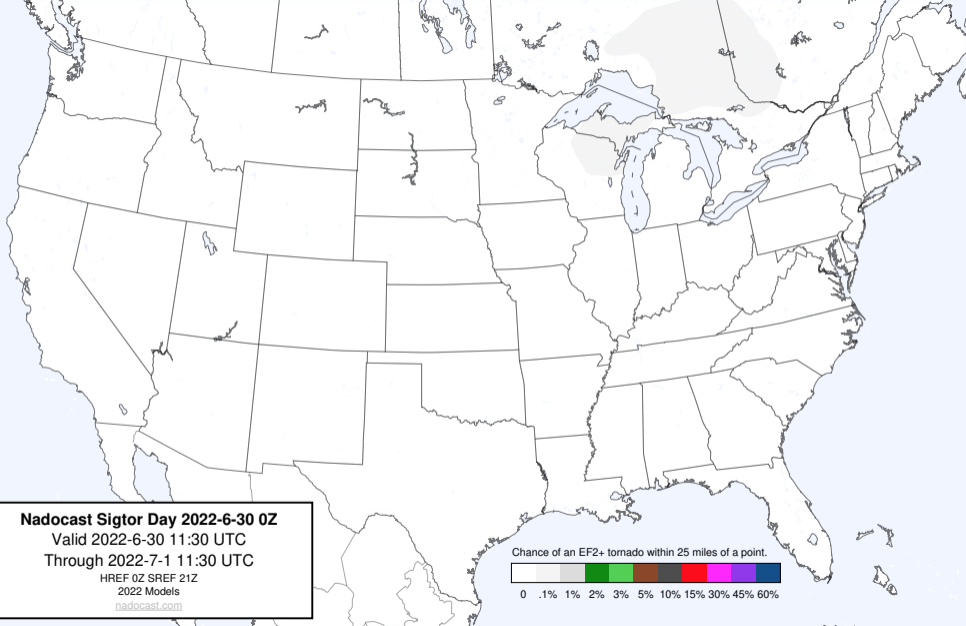 Nadocast Sigtor Day 2022-6-30 0Z
Valid 2022-6-30 11:30 UTC
Through 2022-7-1 11:30 UTC
HREF 0Z SREF 21Z
2022 Models
nadocast.com
Chance of an EF2+ tornado within 25 miles of a point.
0 .1% 1% 2% 3% 5% 10% 15% 30% 45% 60%